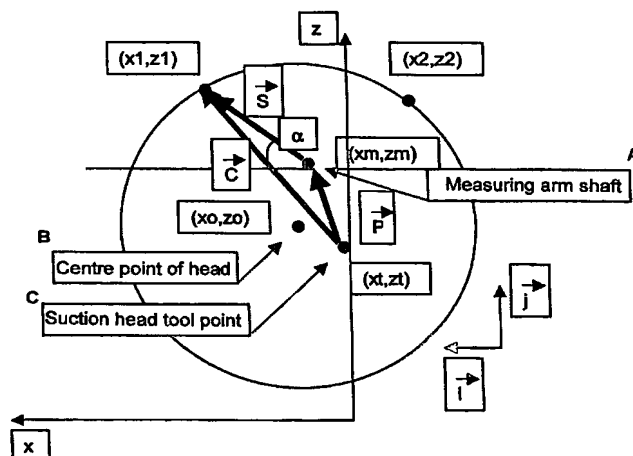 z
(x1,z1)
(x2,z2)
S
α
A
(xm,zm)
C
Measuring arm shaft
(xo,zo)
P
B
Centre point of head
C
(xt,zt)
Suction head tool point
j
i
x